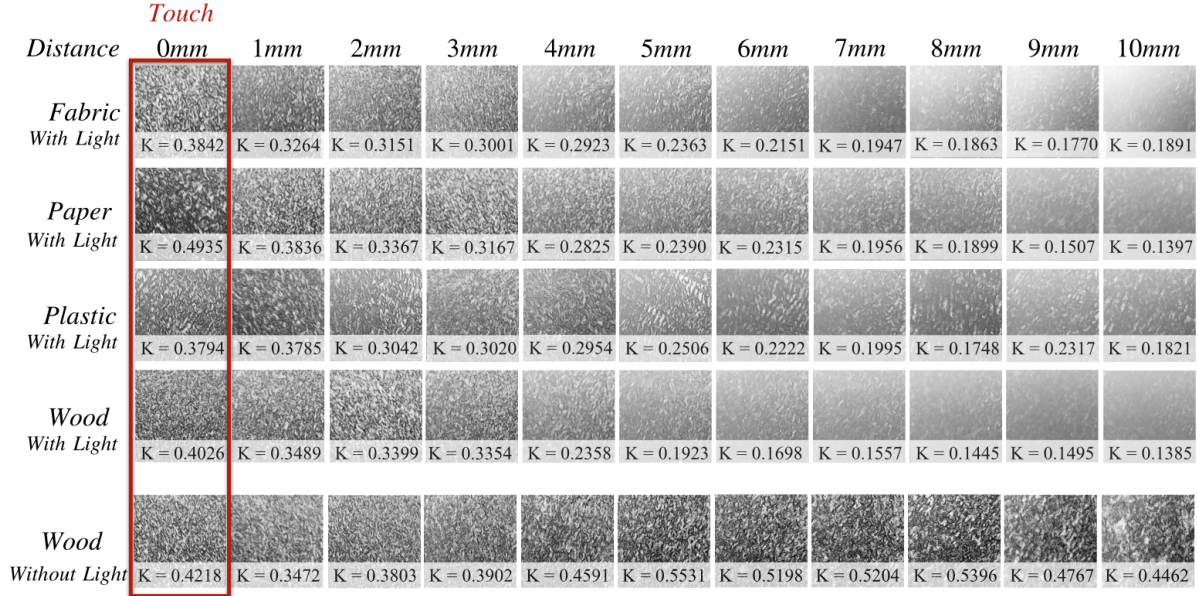 Touch
Distance 0mm 1mm 2mm 3mm 4mm 5mm 6mm 7mm 8mm 9mm 10mm
Fabric
With Light
K = 0.3842 K = 0.3264 K = 0.3151 K = 0.3001 K = 0.2923 K = 0.2363 K = 0.2151 K = 0.1947 K = 0.1863 K = 0.1770 K = 0.1891
Paper
With Light
K = 0.4935 K = 0.3836 K = 0.3367 K = 0.3167 K = 0.2825 K = 0.2390 K = 0.2315 K = 0.1956 K = 0.1899 K = 0.1507 K = 0.1397
Plastic
With Light
K = 0.3794 K = 0.3785 K = 0.3042 K = 0.3020 K = 0.2954 K = 0.2506 K = 0.2222 K = 0.1995 K = 0.1748 K = 0.2317 K = 0.1821
Wood
With Light
K = 0.4026 K = 0.3489 K = 0.3399 K = 0.3354 K = 0.2358 K = 0.1923 K = 0.1698 K = 0.1557 K = 0.1445 K = 0.1495 K = 0.1385
Wood
Without Light K = 0.4218 K = 0.3472 K = 0.3803 K = 0.3902 K = 0.4591 K = 0.5531 K = 0.5198 K = 0.5204 K = 0.5396 K = 0.4767 K = 0.4462